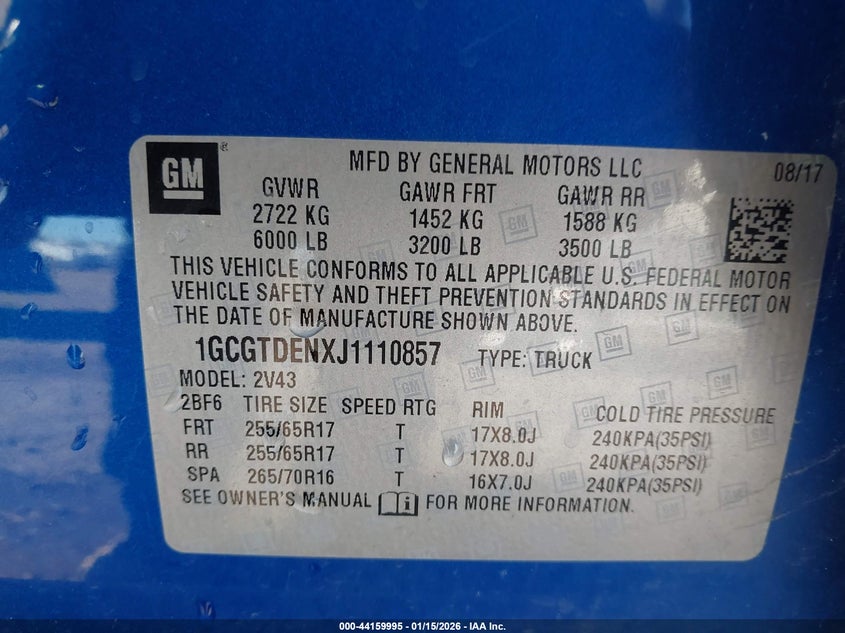 GM®
MFD BY GENERAL MOTORS LLC 08/17
GVWR GAWR FRT GAWR RR
2722 KG 1452 KG 1588 KG
6000 LB 3200 LB 3500 LB
THIS VEHICLE CONFORMS TO ALL APPLICABLE U.S. FEDERAL MOTOR
VEHICLE SAFETY AND THEFT PREVENTION STANDARDS IN EFFECT ON
THE DATE OF MANUFACTURE SHOWN ABOVE.
1GCGTDENXJ1110857 TYPE: TRUCK
MODEL: 2V43
2BF6 TIRE SIZE SPEED RTG RIM COLD TIRE PRESSURE
FRT 255/65R17 T 17X8.0J 240KPA(35PSI)
RR 255/65R17 T 17X8.0J 240KPA(35PSI)
SPA 265/70R16 T 16X7.0J 240KPA(35PSI)
SEE OWNER'S MANUAL i FOR MORE INFORMATION.
000-44159995 - 01/15/2026 - IAA Inc.